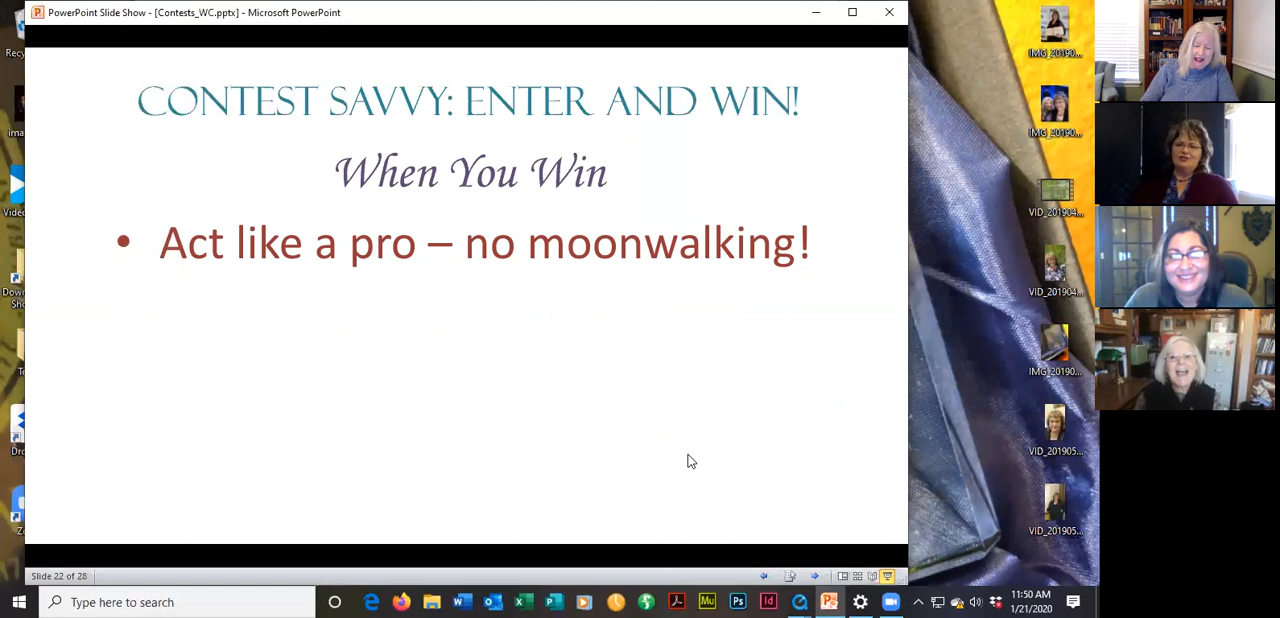 PowerPoint Slide Show - [Contests_WC.pptx] - Microsoft PowerPoint
CONTEST SAVVY: ENTER AND WIN!
When You Win
• Act like a pro – no moonwalking!
IMG_20190...
IMG_20190...
VID_201904...
VID_201904...
IMG_20190...
VID_201905...
VID_201905...
Slide 22 of 28
Type here to search
11:50 AM
1/21/2020